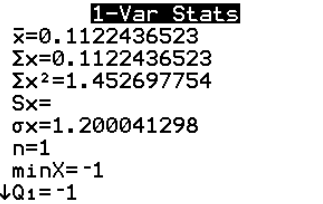 1-Var Stats
x̄=0.1122436523
Σx=0.1122436523
Σx²=1.452697754
Sx=
σx=1.200041298
n=1
minX=-1
↓Q₁=-1